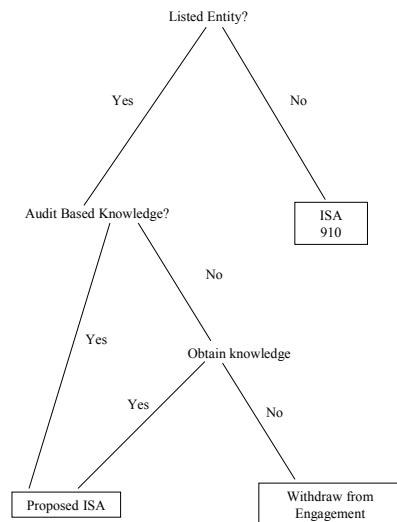 Listed Entity?
Yes
No
Audit Based Knowledge?
ISA
910
No
Yes
Obtain knowledge
Yes
No
Proposed ISA
Withdraw from
Engagement